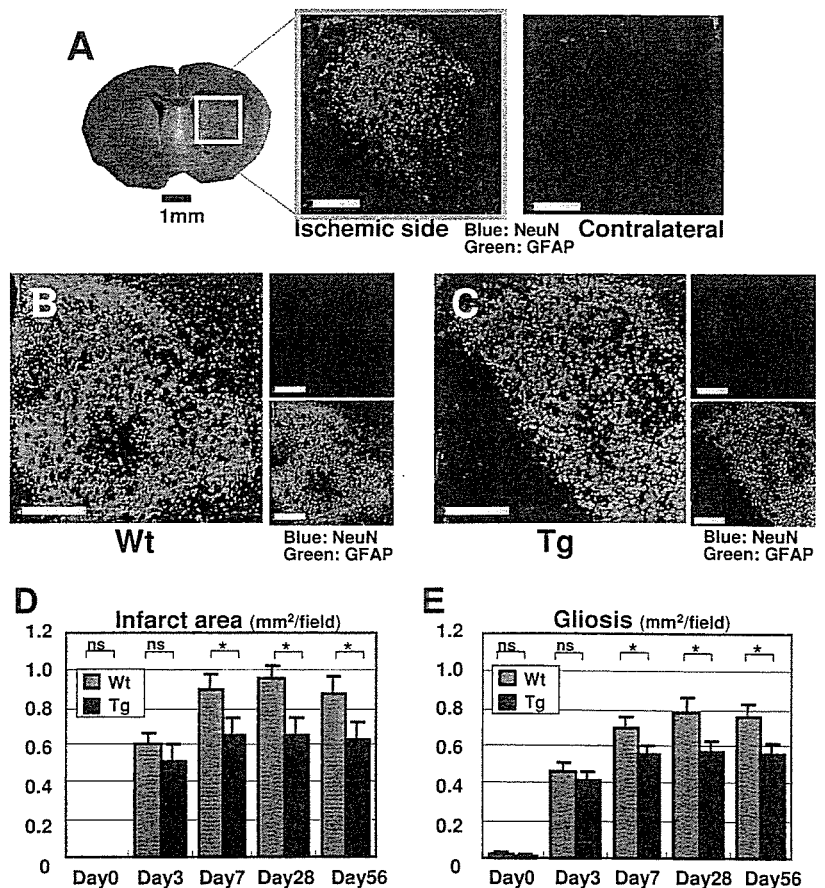 A
1mm
Ischemic side
Blue: NeuN
Green: GFAP
Contralateral
B
C
Wt
Blue: NeuN
Green: GFAP
Tg
Blue: NeuN
Green: GFAP
D
Infarct area (mm²/field)
1.2
1.0
0.8
0.6
0.4
0.2
0
ns
ns
*
*
*
Wt
Tg
Day0
Day3
Day7
Day28
Day56
E
Gliosis (mm²/field)
1.2
1.0
0.8
0.6
0.4
0.2
0
ns
ns
*
*
*
Wt
Tg
Day0
Day3
Day7
Day28
Day56